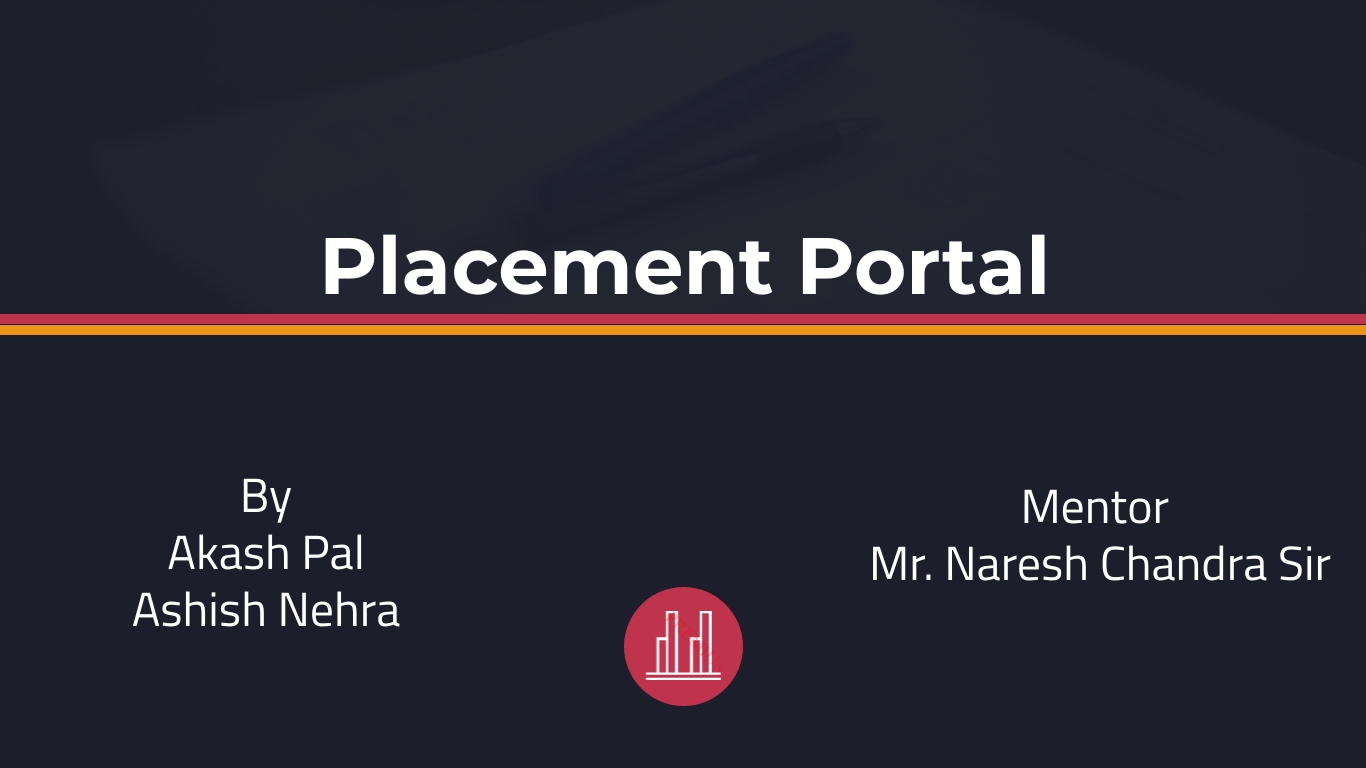 Placement Portal
By
Akash Pal
Ashish Nehra
Mentor
Mr. Naresh Chandra Sir